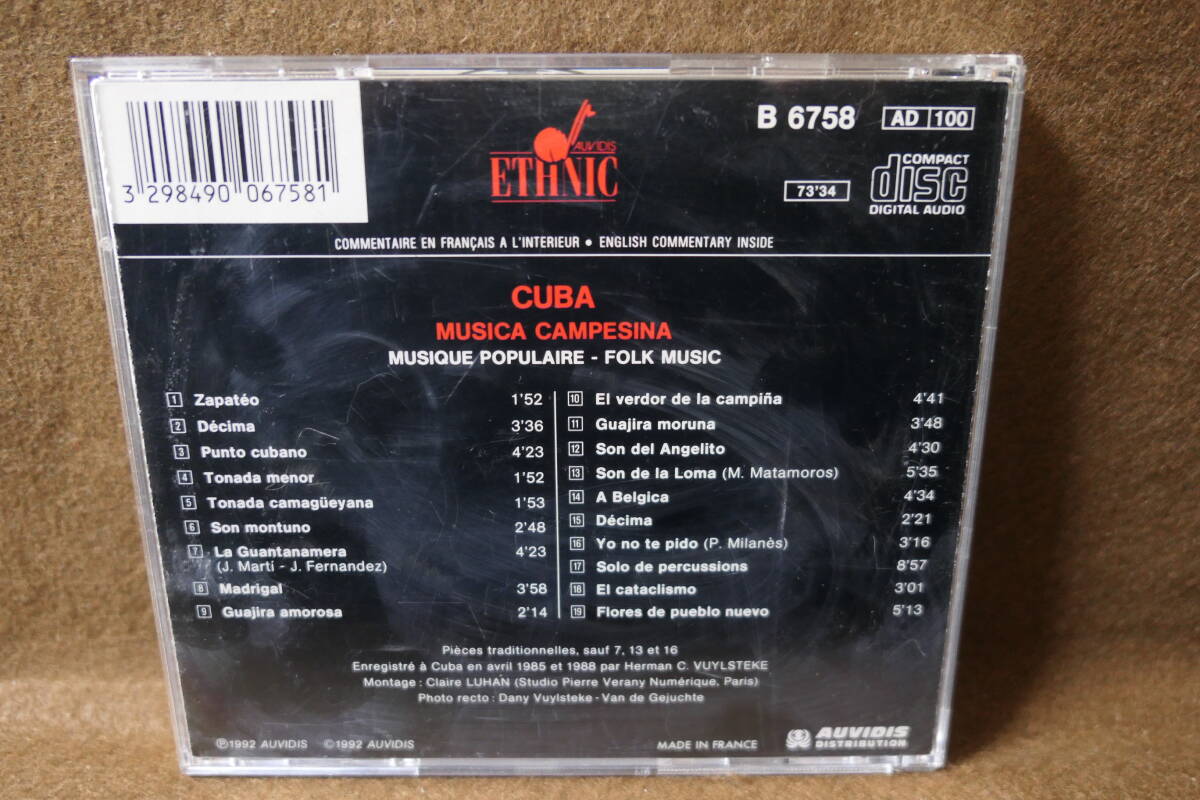 3 298490 067581
AUVIDIS
ETHNIC
B 6758
AD 100
73'34
COMPACT
disc
DIGITAL AUDIO
COMMENTAIRE EN FRANÇAIS A L'INTERIEUR • ENGLISH COMMENTARY INSIDE
CUBA
MUSICA CAMPESINA
MUSIQUE POPULAIRE - FOLK MUSIC
1 Zapatéo 1'52
2 Décima 3'36
3 Punto cubano 4'23
4 Tonada menor 1'52
5 Tonada camagüeyana 1'53
6 Son montuno 2'48
7 La Guantanamera 4'23
(J. Marti - J. Fernandez)
8 Madrigal 3'58
9 Guajira amorosa 2'14
10 El verdor de la campiña 4'41
11 Guajira moruna 3'48
12 Son del Angelito 4'30
13 Son de la Loma (M. Matamoros) 5'35
14 A Belgica 4'34
15 Décima 2'21
16 Yo no te pido (P. Milanès) 3'16
17 Solo de percussions 8'57
18 El cataclismo 3'01
19 Flores de pueblo nuevo 5'13
Pièces traditionnelles, sauf 7, 13 et 16
Enregistré à Cuba en avril 1985 et 1988 par Herman C. VUYLSTEKE
Montage : Claire LUHAN (Studio Pierre Verany Numérique, Paris)
Photo recto : Dany Vuylsteke - Van de Gejuchte
℗1992 AUVIDIS ©1992 AUVIDIS
MADE IN FRANCE
AUVIDIS
DISTRIBUTION